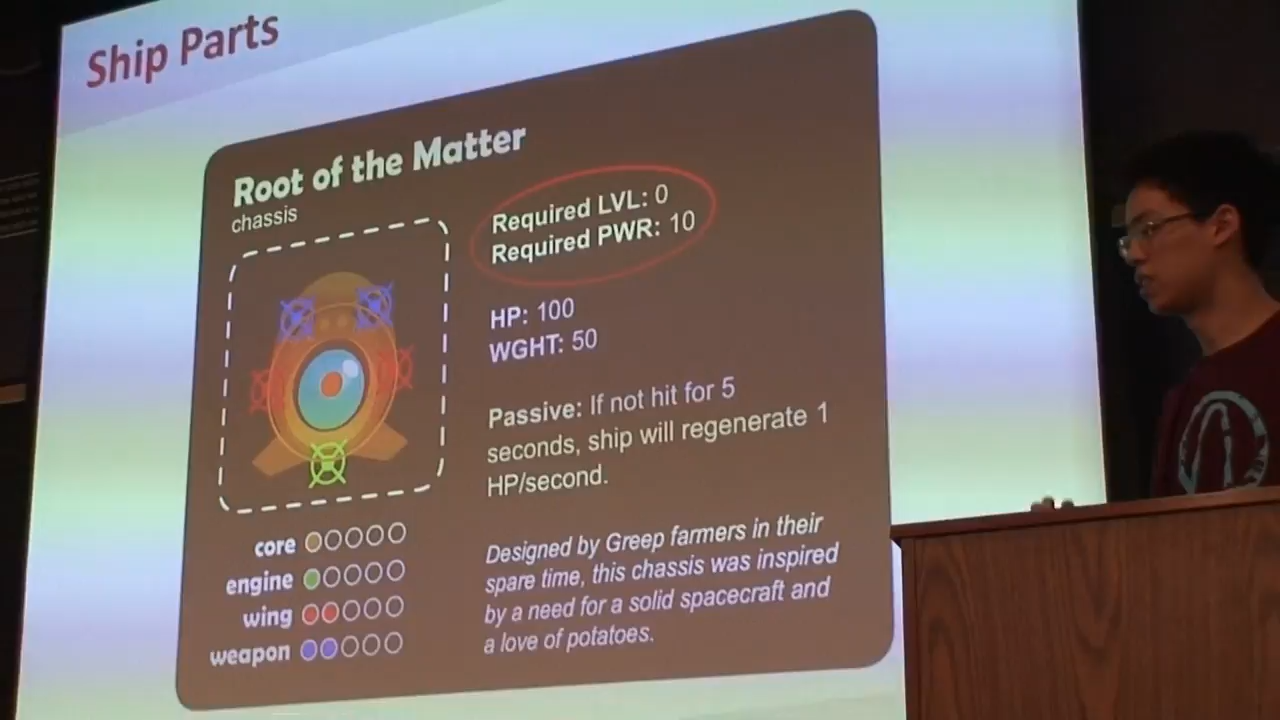 Ship Parts
Root of the Matter
chassis
Required LVL: 0
Required PWR: 10
HP: 100
WGHT: 50
Passive: If not hit for 5
seconds, ship will regenerate 1
HP/second.
core
engine
wing
weapon
Designed by Greep farmers in their
spare time, this chassis was inspired
by a need for a solid spacecraft and
a love of potatoes.